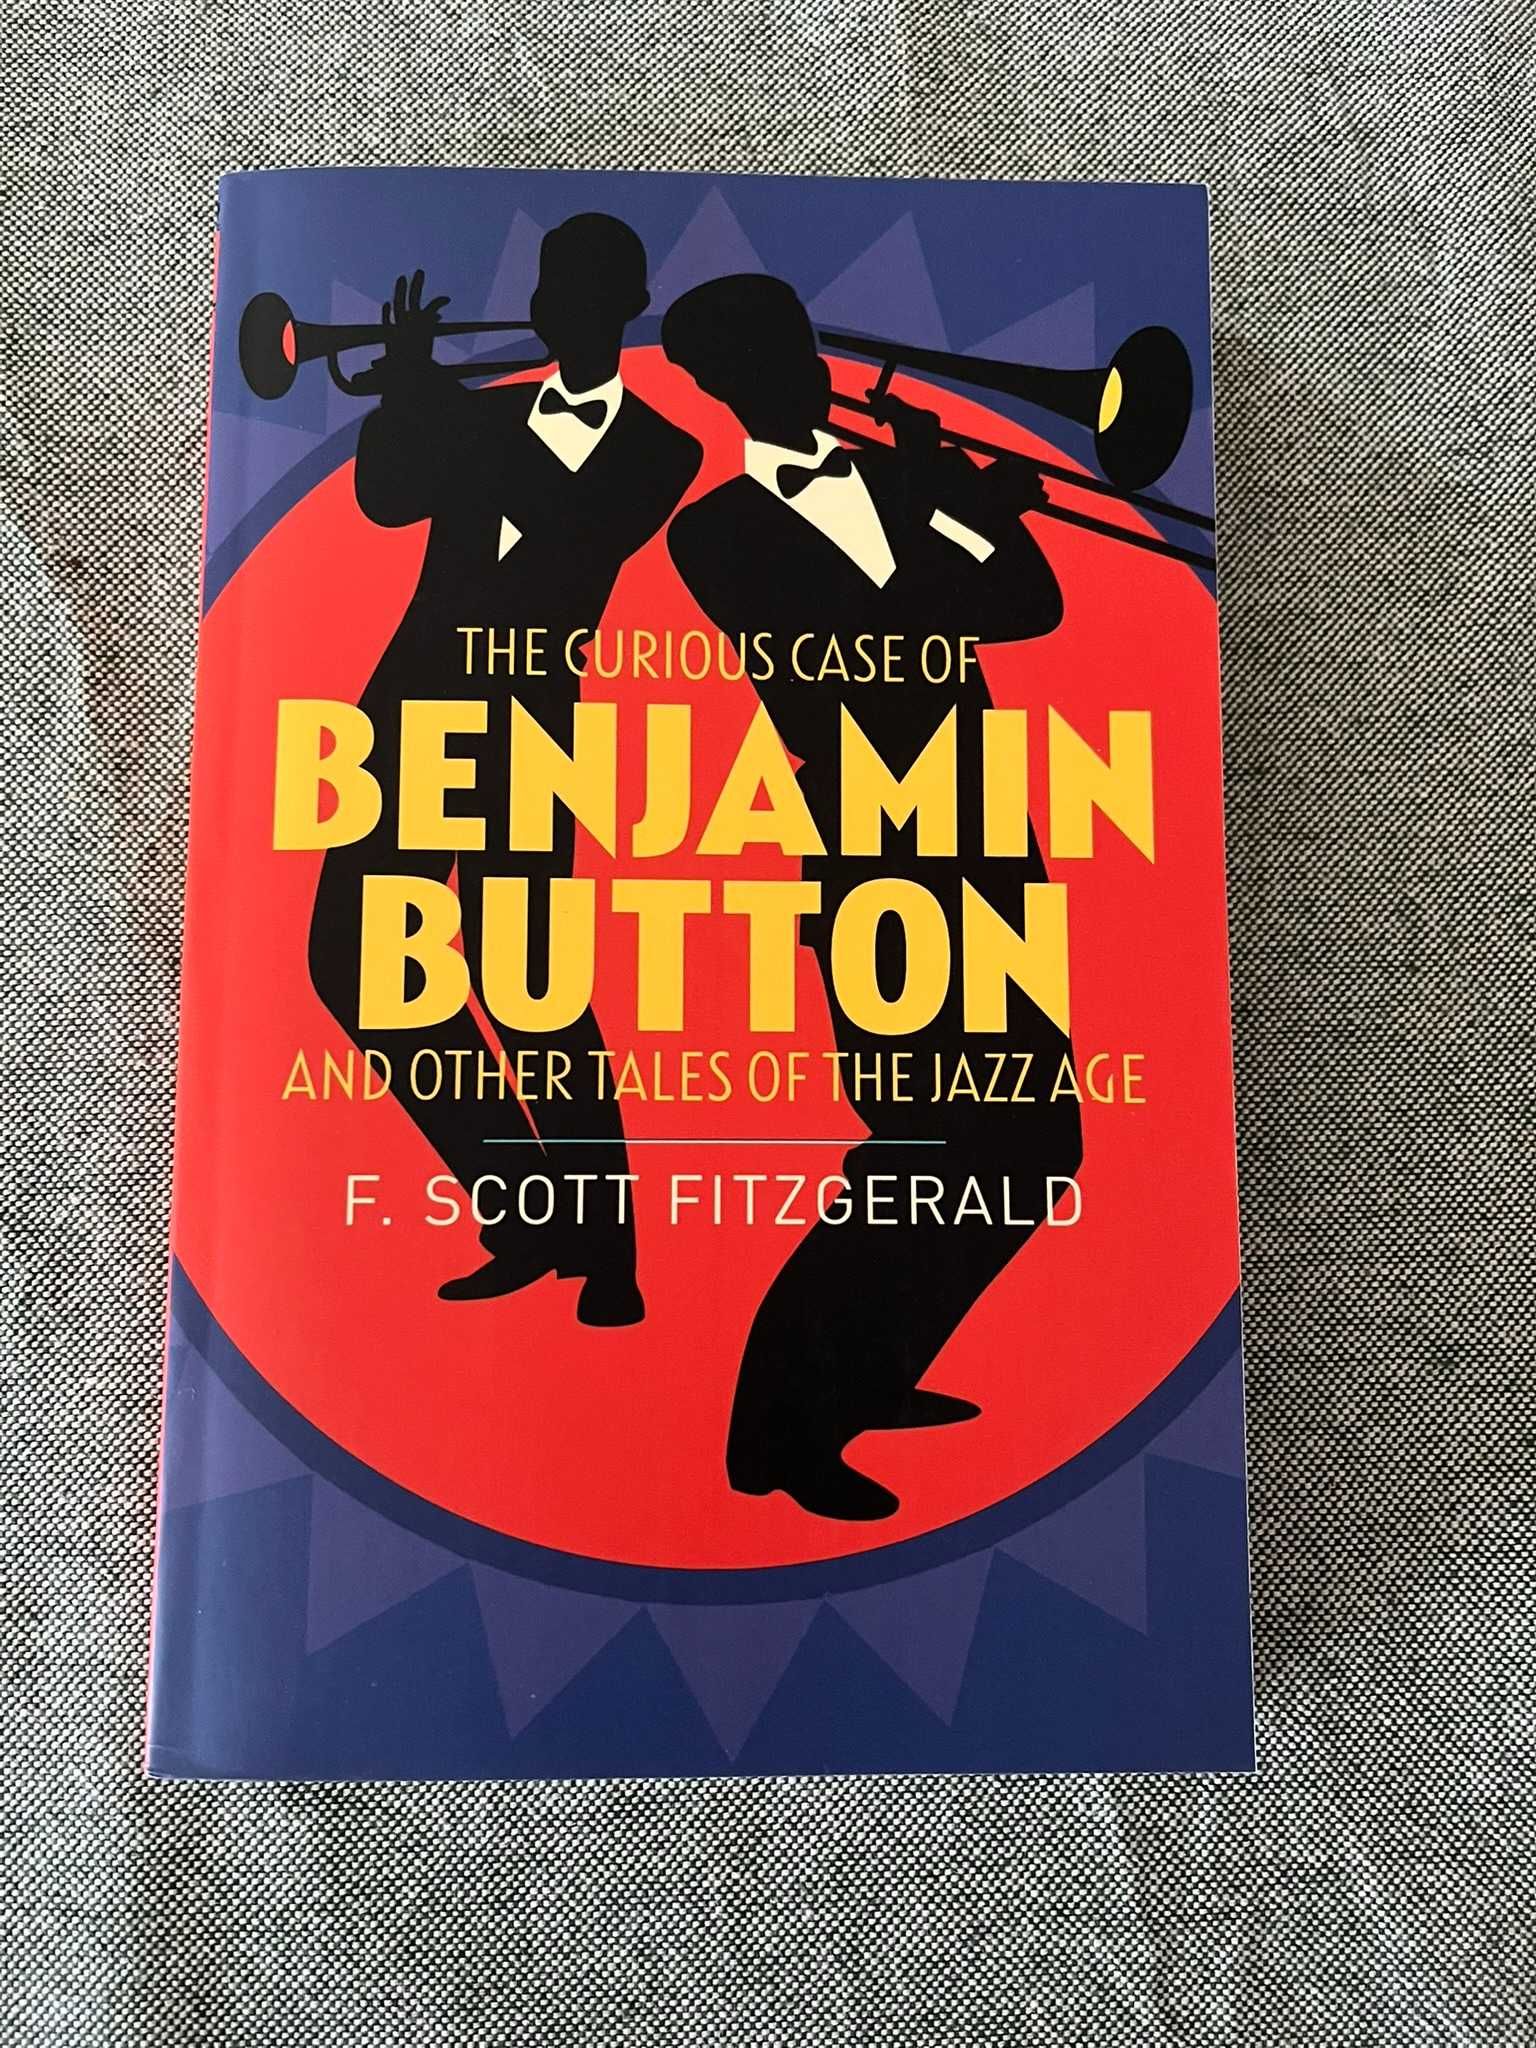 THE CURIOUS CASE OF
BENJAMIN
BUTTON
AND OTHER TALES OF THE JAZZ AGE
F. SCOTT FITZGERALD